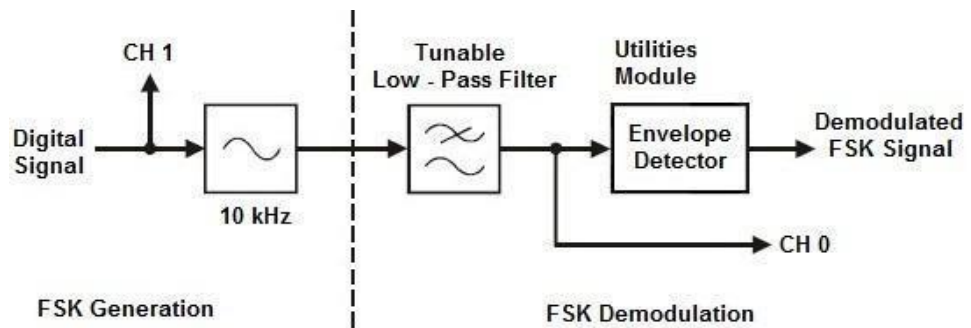 CH 1
Digital
Signal
10 kHz
FSK Generation
Tunable
Low - Pass Filter
Utilities
Module
Envelope
Detector
Demodulated
FSK Signal
CH 0
FSK Demodulation